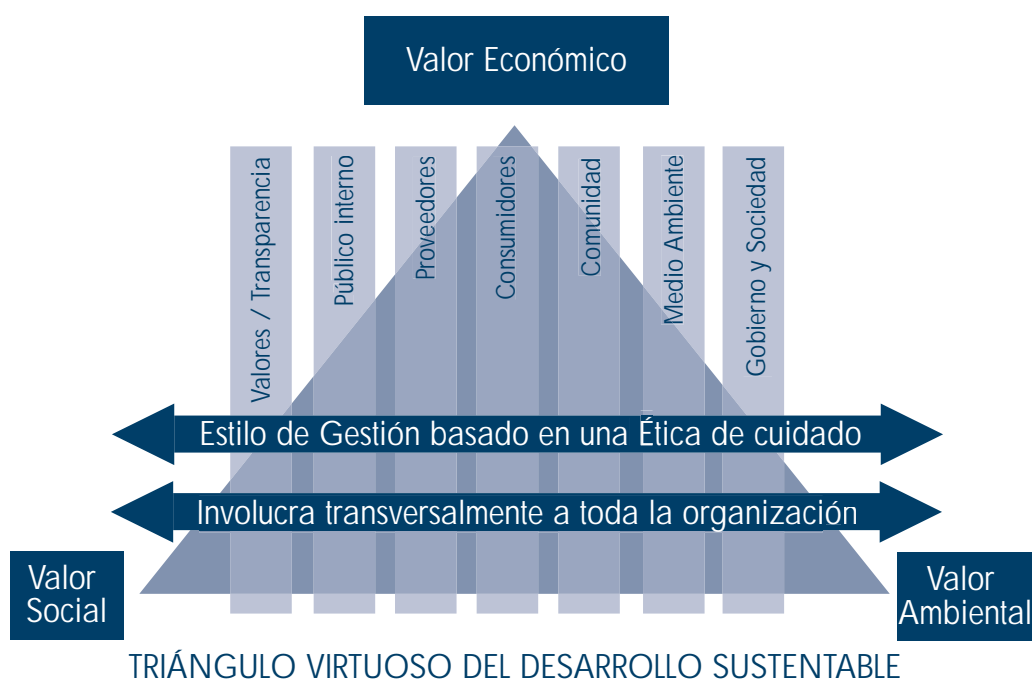 Valor Económico
Valores / Transparencia
Público interno
Proveedores
Consumidores
Comunidad
Medio Ambiente
Gobierno y Sociedad
Estilo de Gestión basado en una Ética de cuidado
Involucra transversalmente a toda la organización
Valor
Social
Valor
Ambiental
TRIÁNGULO VIRTUOSO DEL DESARROLLO SUSTENTABLE